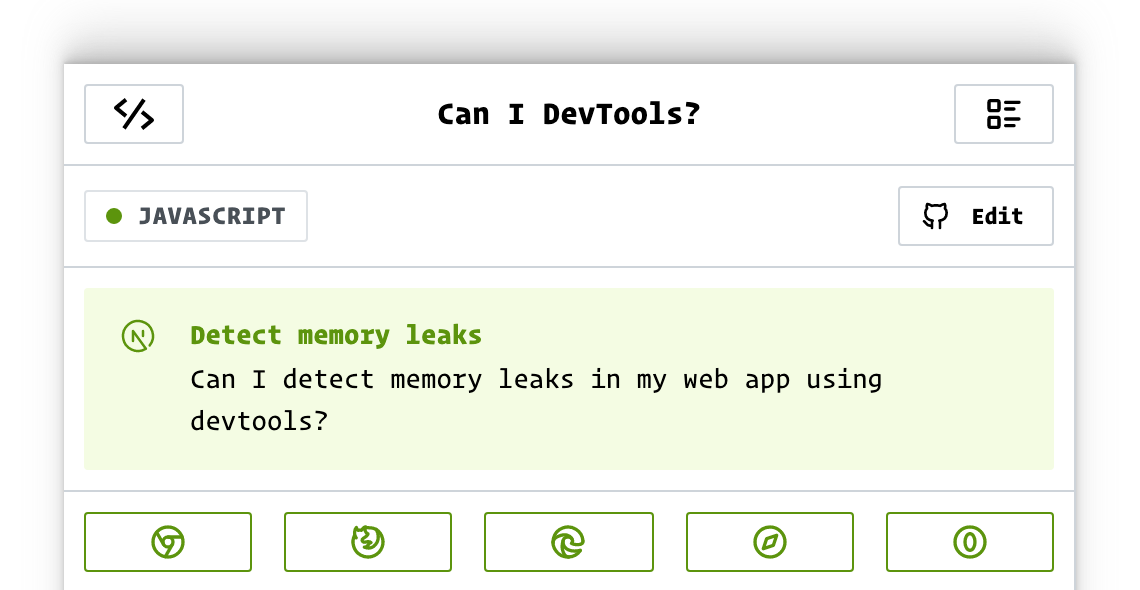 Can I DevTools?
JAVASCRIPT
Edit
Detect memory leaks
Can I detect memory leaks in my web app using
devtools?